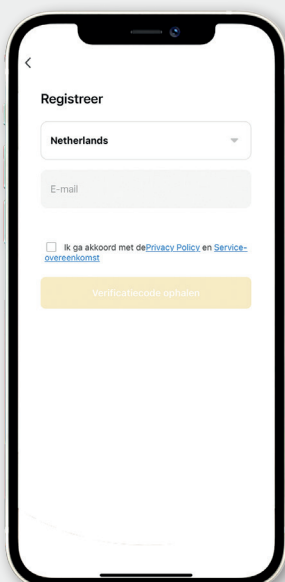 Registreer
Netherlands
E-mail
Ik ga akkoord met dePrivacy Policy en Service-
overeenkomst
Verificatiecode ophalen